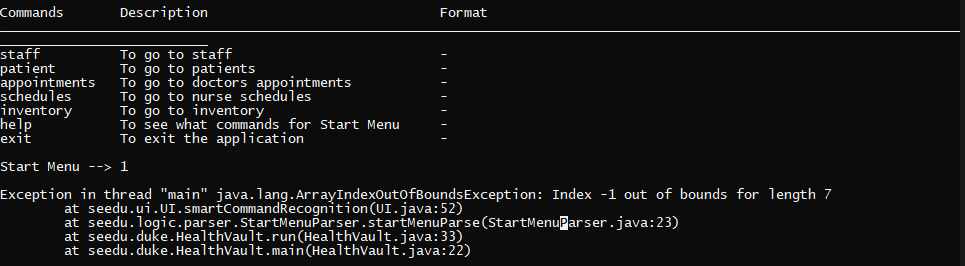 Commands Description Format
staff To go to staff -
patient To go to patients -
appointments To go to doctors appointments -
schedules To go to nurse schedules -
inventory To go to inventory -
help To see what commands for Start Menu -
exit To exit the application -
Start Menu --> 1
Exception in thread "main" java.lang.ArrayIndexOutOfBoundsException: Index -1 out of bounds for length 7
at seedu.ui.UI.smartCommandRecognition(UI.java:52)
at seedu.logic.parser.StartMenuParser.startMenuParse(StartMenuParser.java:23)
at seedu.duke.HealthVault.run(HealthVault.java:33)
at seedu.duke.HealthVault.main(HealthVault.java:22)